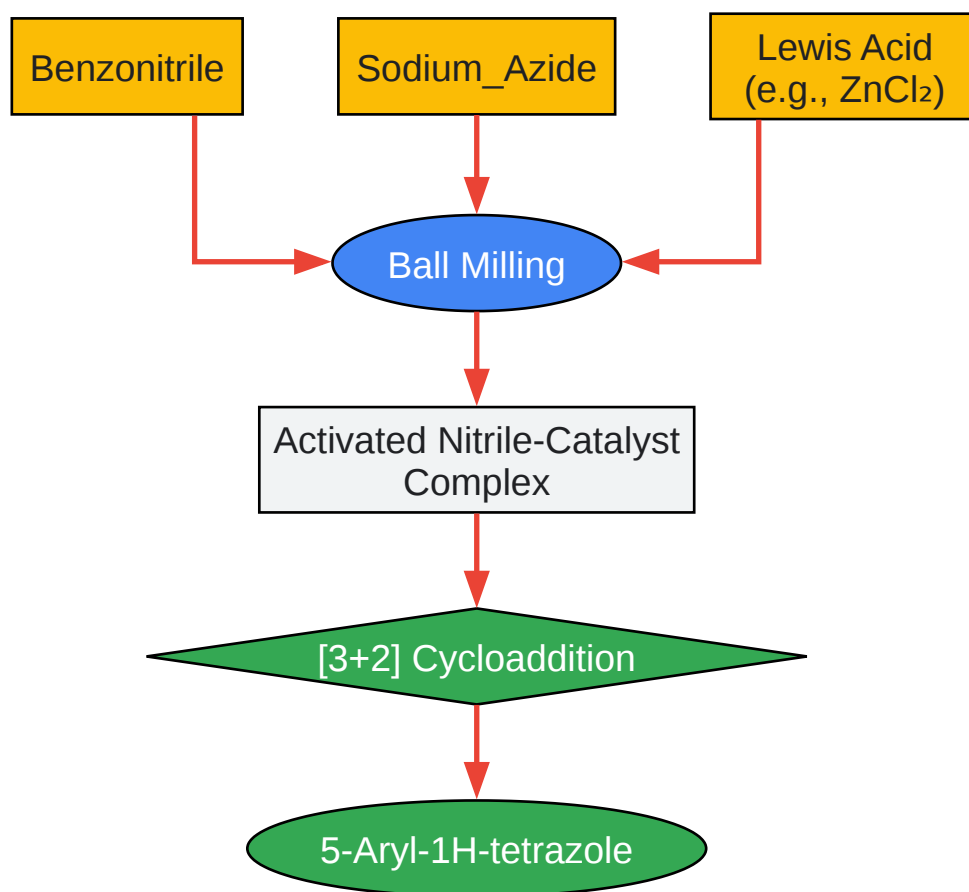 Benzonitrile
Sodium_Azide
Lewis Acid
(e.g., ZnCl₂)
Ball Milling
Activated Nitrile-Catalyst
Complex
[3+2] Cycloaddition
5-Aryl-1H-tetrazole